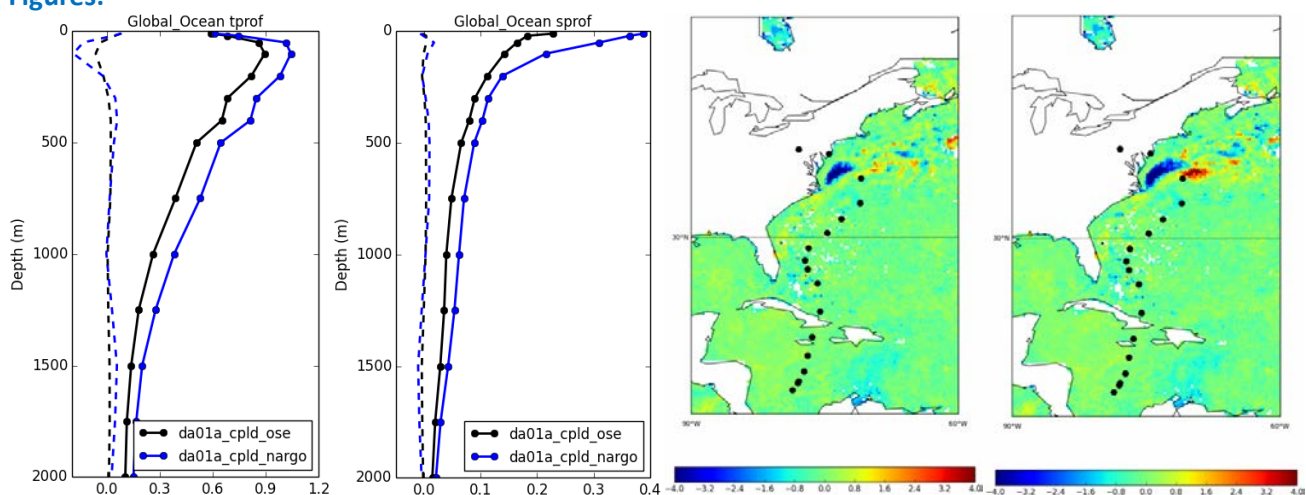 Figures:
Global_Ocean tprof
0
500
1000
1500
2000
Depth (m)
0.0 0.3 0.6 0.9 1.2
da01a_cpld_ose
da01a_cpld_nargo
Global_Ocean sprof
0
500
1000
1500
2000
Depth (m)
0.0 0.1 0.2 0.3 0.4
da01a_cpld_ose
da01a_cpld_nargo
30°N
90°W 60°W
-4.0 -3.2 -2.4 -1.6 -0.8 0.0 0.8 1.6 2.4 3.2 4.0
30°N
90°W 60°W
-4.0 -3.2 -2.4 -1.6 -0.8 0.0 0.8 1.6 2.4 3.2 4.0